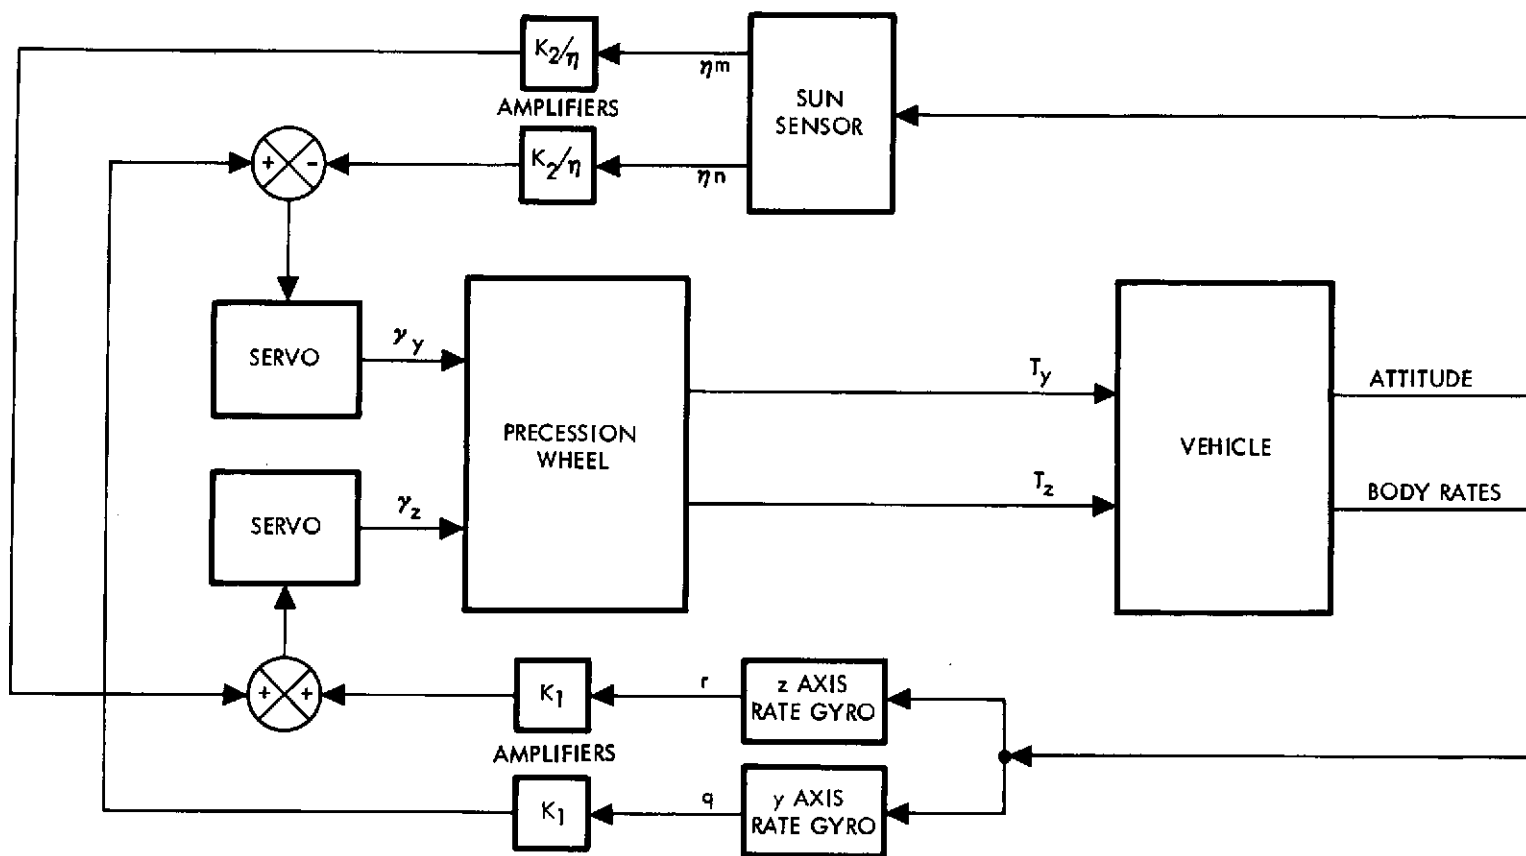 K2/η
ηm
AMPLIFIERS
SUN
SENSOR
+ −
K2/η
ηn
SERVO
γy
PRECESSION
WHEEL
Ty
VEHICLE
ATTITUDE
SERVO
γz
Tz
BODY RATES
+ +
K1
r
z AXIS
RATE GYRO
AMPLIFIERS
K1
q
y AXIS
RATE GYRO